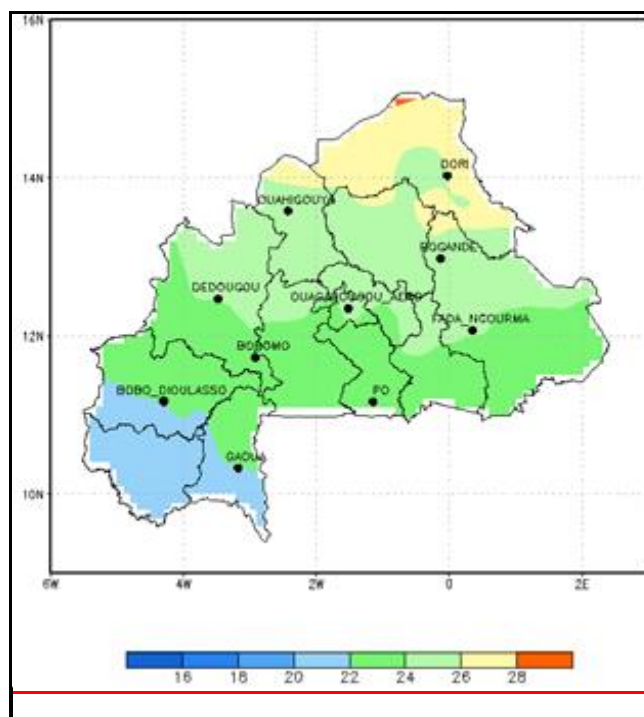 16N
DORI
14N
OUAHIGOUYA
BOGANDE
DEDOUGOU
FADA_NGOURMA
12N
BOROMO
BOBO_DIOULASSO
PO
GAOUA
10N
6W 4W 2W 0 2E
16 18 20 22 24 26 28